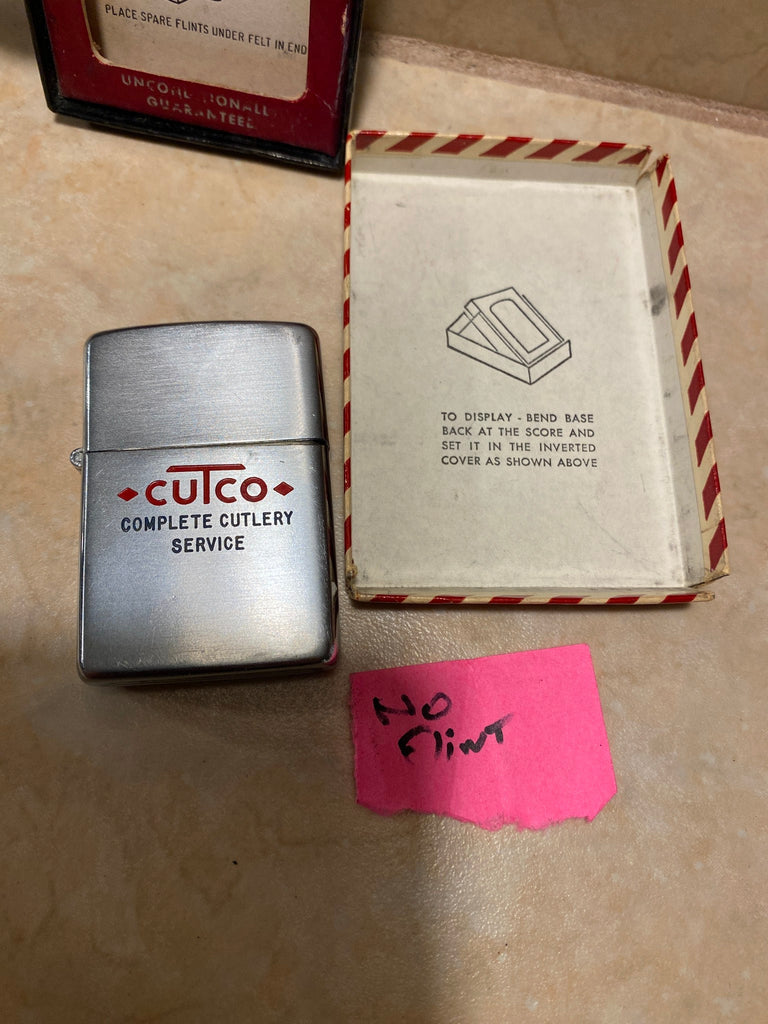 PLACE SPARE FLINTS UNDER FELT IN END
UNCONDITIONALLY
GUARANTEED
CUTCO
COMPLETE CUTLERY
SERVICE
TO DISPLAY - BEND BASE
BACK AT THE SCORE AND
SET IT IN THE INVERTED
COVER AS SHOWN ABOVE
NO
Flint